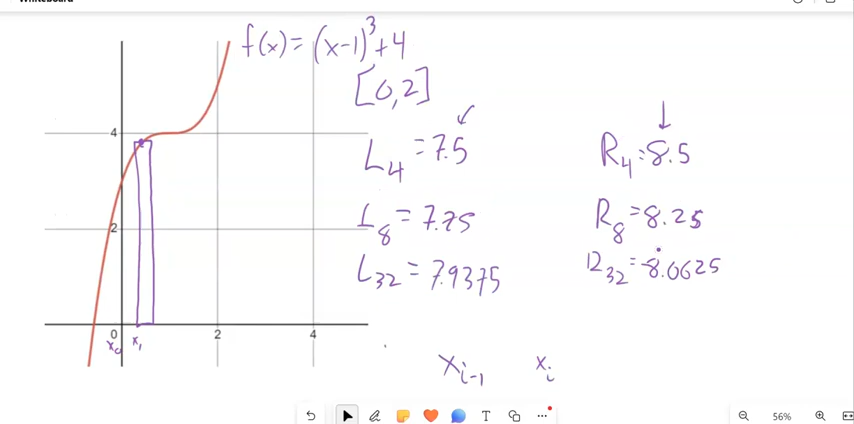 Whiteboard
f(x) = (x-1)³+4
[0,2]
4
L₄ = 7.5
R₄ = 8.5
2
L₈ = 7.75
R₈ = 8.25
L₃₂ = 7.9375
R₃₂ = 8.0625
0
2
4
x₀ x₁
xᵢ₋₁ xᵢ
T
56%